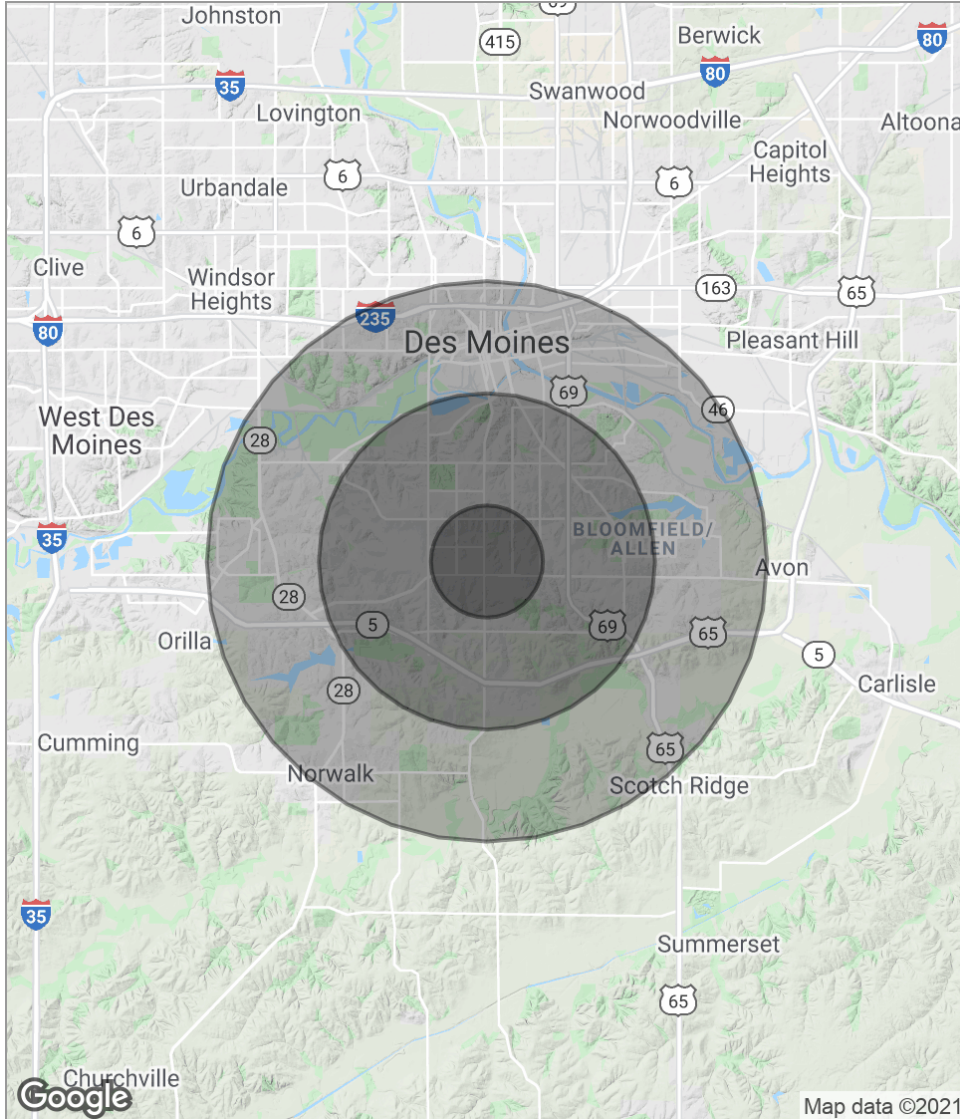 69
Johnston
415
Berwick
80
80
35
Swanwood
Lovington
Norwoodville
Altoona
Capitol
Heights
6
6
Urbandale
6
Clive
Windsor
Heights
163
65
235
80
Des Moines
Pleasant Hill
69
46
West Des
Moines
28
35
BLOOMFIELD/
ALLEN
Avon
28
5
69
65
Orilla
5
28
Carlisle
Cumming
65
Norwalk
Scotch Ridge
35
Summerset
65
Churchville
Google
Map data ©2021